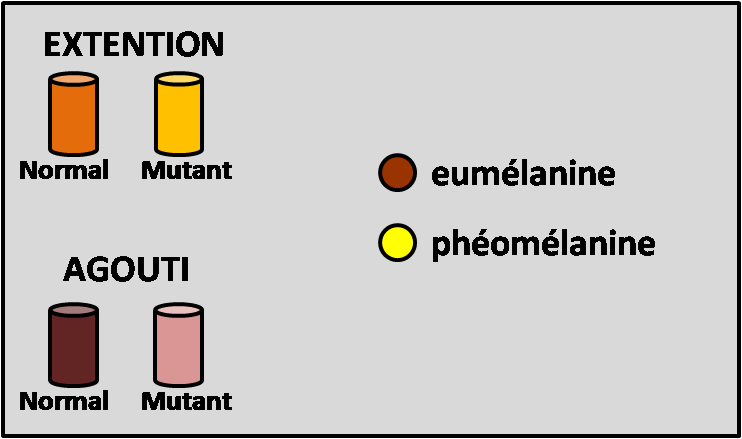 EXTENTION
Normal Mutant
eumélanine
phéomélanine
AGOUTI
Normal Mutant